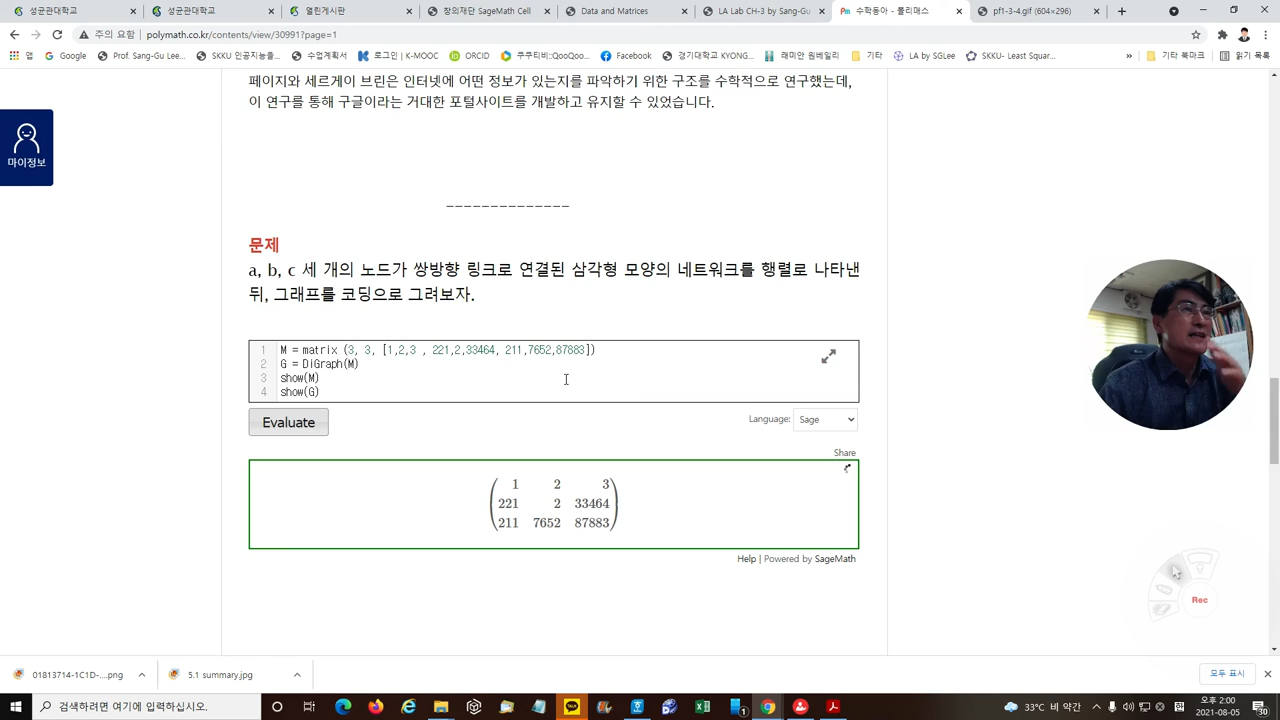 성균관대학교
성균관대학교
열린게시판
창의재단 SageMath Cell
Data and Matrices
LA Lab CH-3 by Sang-Gu
수학동아 - 폴리매스
pf1-3-4.gif (604×296)
주의 요함
polymath.co.kr/contents/view/30991?page=1
앱
Google
Prof. Sang-Gu Lee...
SKKU 인공지능을...
수업계획서
로그인 | K-MOOC
ORCID
쿠쿠티비::QooQoo...
Facebook
경기대학교 KYONG...
래미안 원베일리
기타
LA by SGLee
SKKU- Least Squar...
»
기타 북마크
읽기 목록
페이지와 세르게이 브린은 인터넷에 어떤 정보가 있는지를 파악하기 위한 구조를 수학적으로 연구했는데,
이 연구를 통해 구글이라는 거대한 포털사이트를 개발하고 유지할 수 있었습니다.
마이정보
______________
문제
a, b, c 세 개의 노드가 쌍방향 링크로 연결된 삼각형 모양의 네트워크를 행렬로 나타낸
뒤, 그래프를 코딩으로 그려보자.
1 M = matrix (3, 3, [1,2,3 , 221,2,33464, 211,7652,87883])
2 G = DiGraph(M)
3 show(M)
4 show(G)
Evaluate
Language: Sage
Share
1 2 3
221 2 33464
211 7652 87883
Help | Powered by SageMath
Rec
01813714-1C1D-....png
5.1 summary.jpg
모두 표시
검색하려면 여기에 입력하십시오.
TALK
33°C 비 약간
오후 2:00
2021-08-05
30